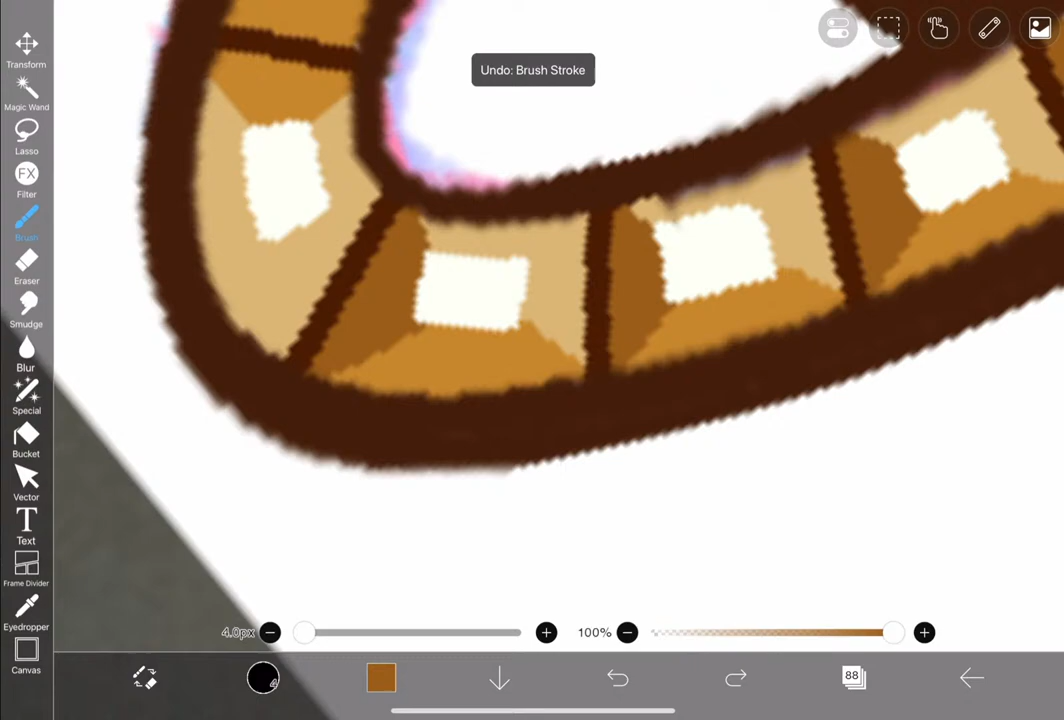 Undo: Brush Stroke
Transform
Magic Wand
Lasso
FX
Filter
Brush
Eraser
Smudge
Blur
Special
Bucket
Vector
T
Text
Frame Divider
Eyedropper
Canvas
4.0px
100%
88